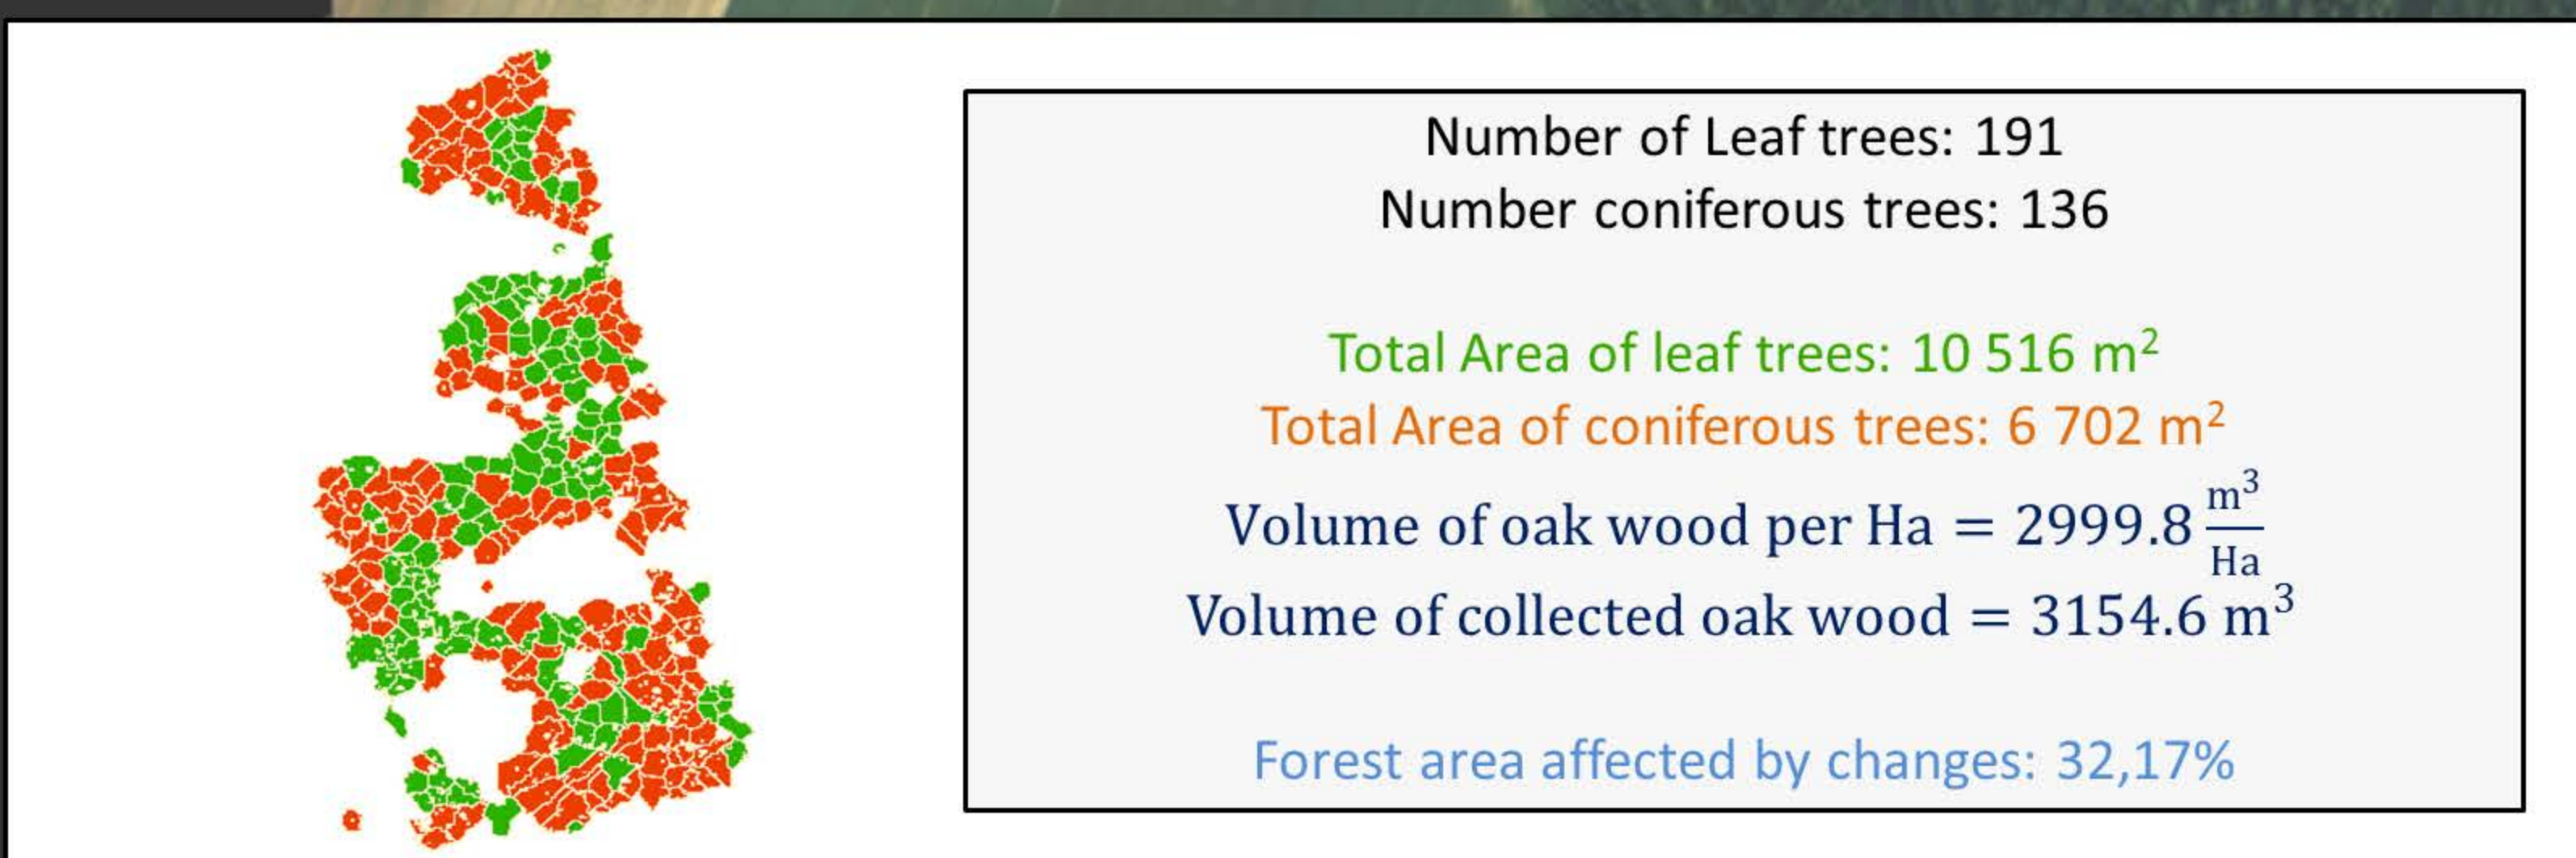 Number of Leaf trees: 191
Number coniferous trees: 136
Total Area of leaf trees: 10 516 m²
Total Area of coniferous trees: 6 702 m²
Volume of oak wood per Ha = 2999.8 m³/Ha
Volume of collected oak wood = 3154.6 m³
Forest area affected by changes: 32,17%